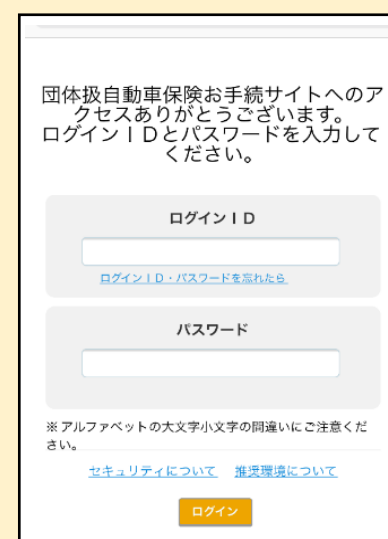 団体扱自動車保険お手続サイトへのア
クセスありがとうございます。
ログインＩＤとパスワードを入力して
ください。
ログインＩＤ
ログインＩＤ・パスワードを忘れたら
パスワード
※アルファベットの大文字小文字の間違いにご注意くだ
さい。
セキュリティについて 推奨環境について
ログイン